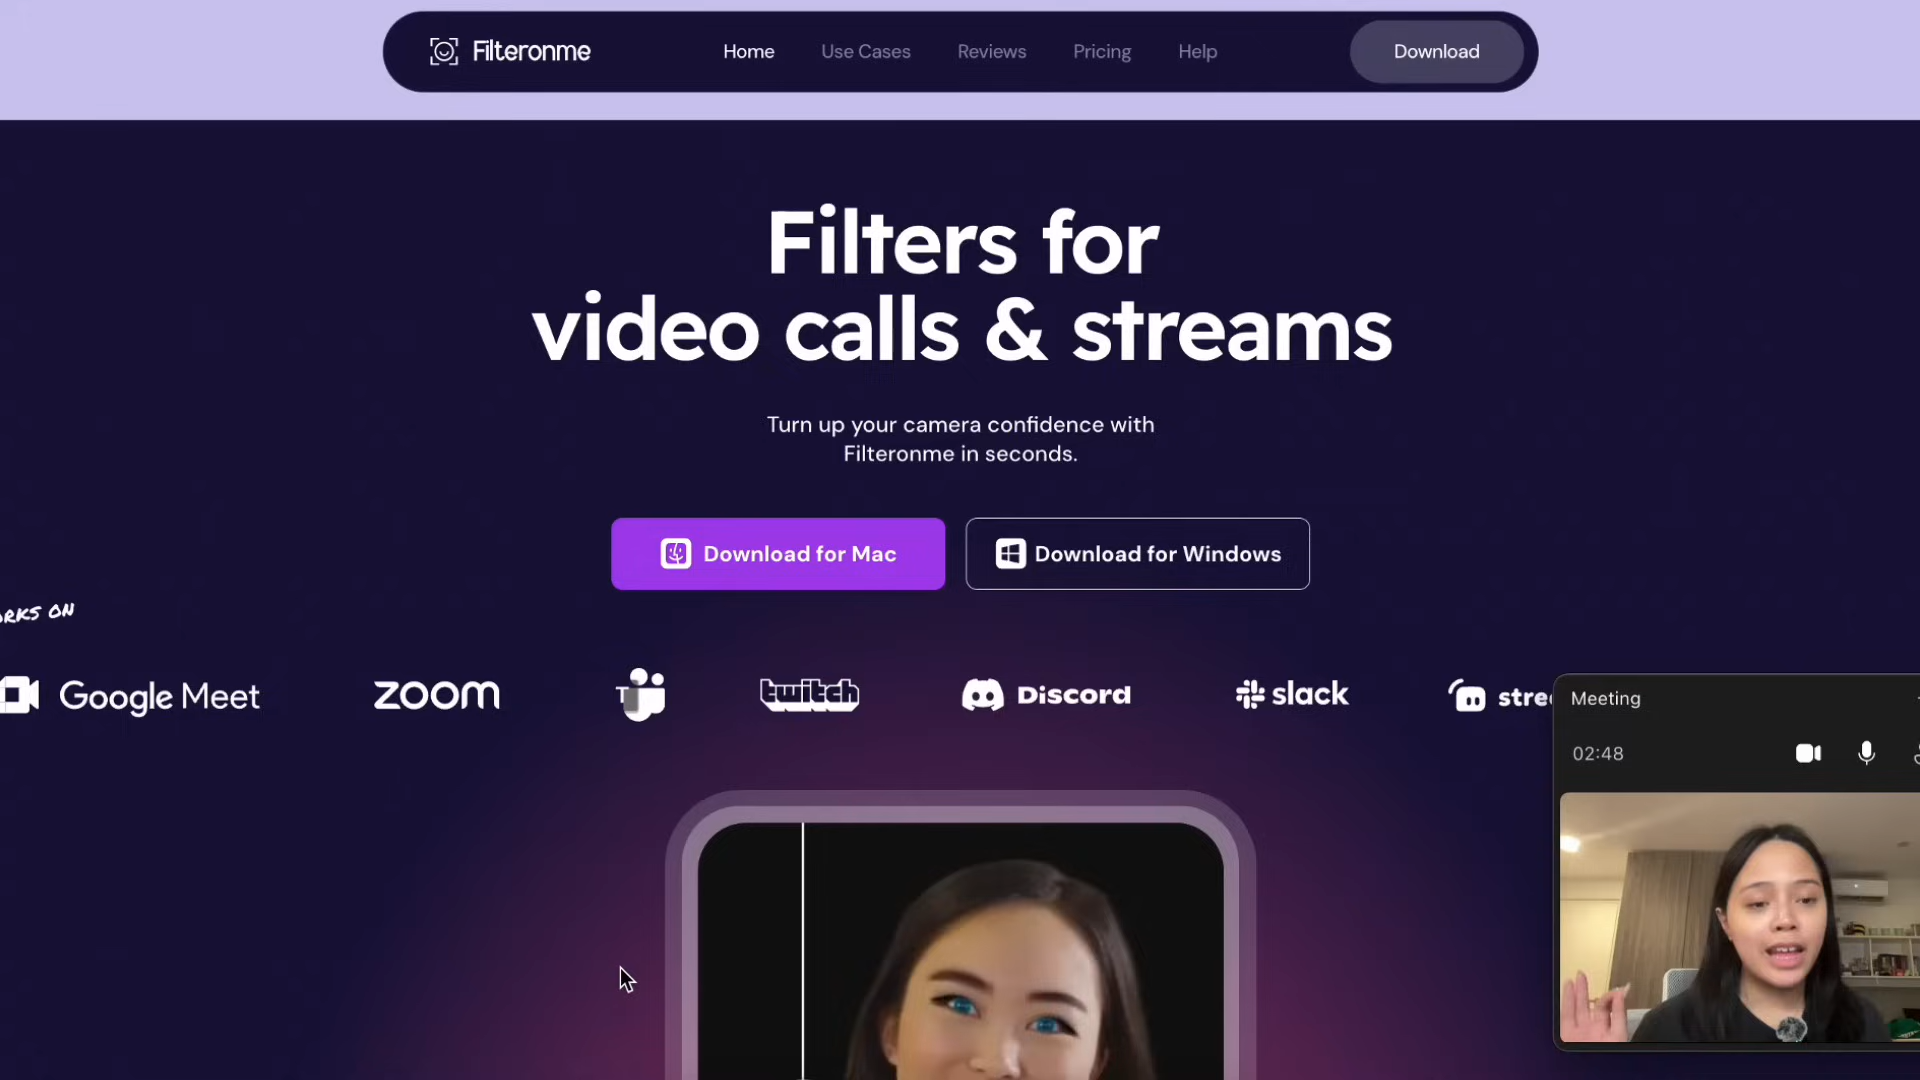 Filteronme
Home
Use Cases
Reviews
Pricing
Help
Download
Filters for
video calls & streams
Turn up your camera confidence with
Filteronme in seconds.
Download for Mac
Download for Windows
ON
Google Meet
zoom
T
twitch
Discord
slack
Meeting
02:48